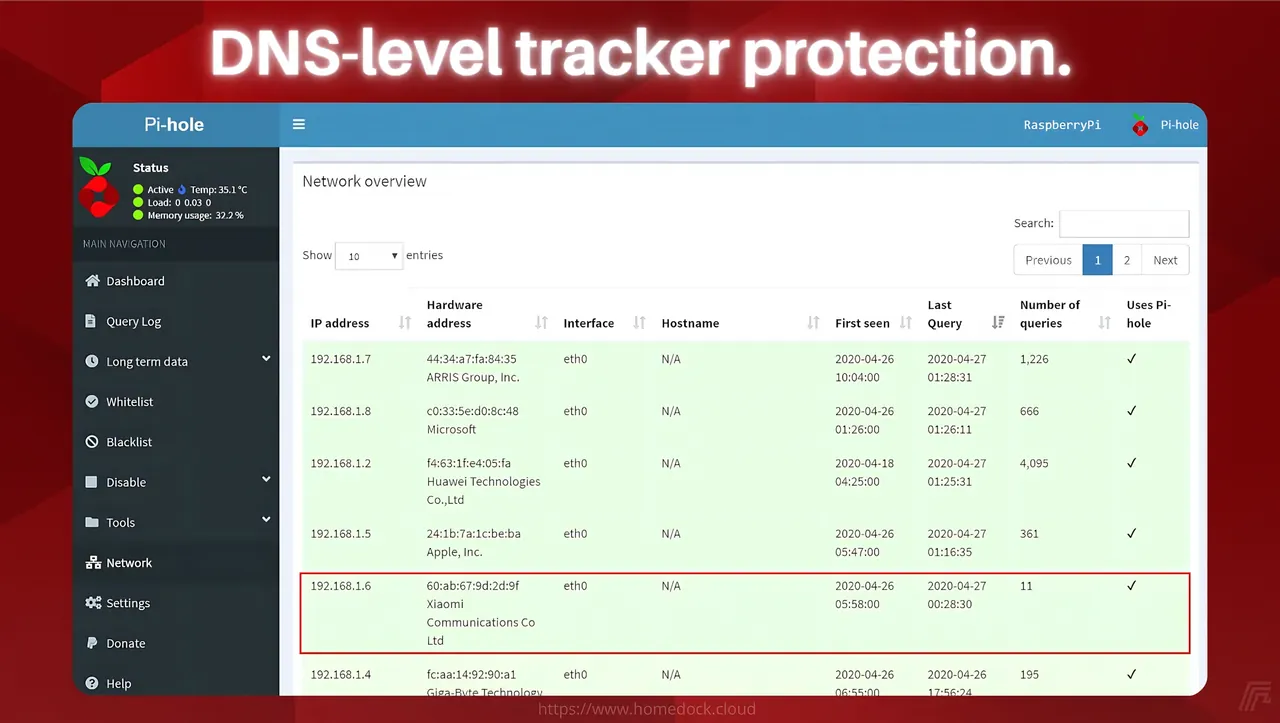 DNS-level tracker protection.
Pi-hole
RaspberryPi
Pi-hole
Status
Active Temp: 35.1 °C
Load: 0 0.03 0
Memory usage: 32.2 %
MAIN NAVIGATION
Dashboard
Query Log
Long term data
Whitelist
Blacklist
Disable
Tools
Network
Settings
Donate
Help
Network overview
Search:
Show 10 entries
Previous 1 2 Next
IP address Hardware address Interface Hostname First seen Last Query Number of queries Uses Pi-hole
192.168.1.7 44:34:a7:fa:84:35 eth0 N/A 2020-04-26 2020-04-27 1,226 ✓
ARRIS Group, Inc. 10:04:00 01:28:31
192.168.1.8 c0:33:5e:d0:8c:48 eth0 N/A 2020-04-26 2020-04-27 666 ✓
Microsoft 01:26:00 01:26:11
192.168.1.2 f4:63:1f:e4:05:fa eth0 N/A 2020-04-18 2020-04-27 4,095 ✓
Huawei Technologies 04:25:00 01:25:31
Co.,Ltd
192.168.1.5 24:1b:7a:1c:be:ba eth0 N/A 2020-04-26 2020-04-27 361 ✓
Apple, Inc. 05:47:00 01:16:35
192.168.1.6 60:ab:67:9d:2d:9f eth0 N/A 2020-04-26 2020-04-27 11 ✓
Xiaomi 05:58:00 00:28:30
Communications Co
Ltd
192.168.1.4 fc:aa:14:92:90:a1 eth0 N/A 2020-04-26 2020-04-26 195 ✓
Giga-Byte Technology 06:55:00 17:56:24
https://www.homedock.cloud